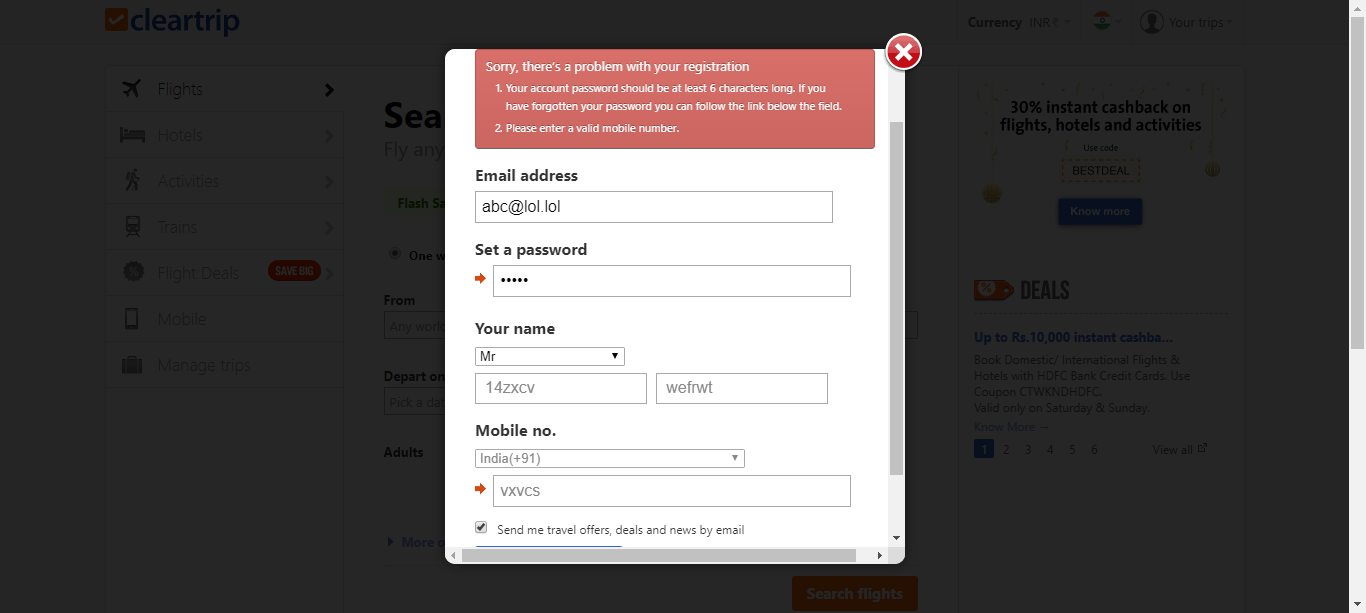 cleartrip
Currency INR₹
Your trips
Flights
Hotels
Activities
Trains
Flight Deals SAVE BIG
Mobile
Manage trips
Sea
Fly any
Flash Sa
One w
From
Any worl
Depart on
Pick a dat
Adults
More o
Search flights
Sorry, there's a problem with your registration
1. Your account password should be at least 6 characters long. If you
have forgotten your password you can follow the link below the field.
2. Please enter a valid mobile number.
Email address
abc@lol.lol
Set a password
•••••
Your name
Mr
14zxcv wefrwt
Mobile no.
India(+91)
vxvcs
Send me travel offers, deals and news by email
30% instant cashback on
flights, hotels and activities
Use code
BESTDEAL
Know more
% DEALS
Up to Rs.10,000 instant cashba...
Book Domestic/ International Flights &
Hotels with HDFC Bank Credit Cards. Use
Coupon CTWKNDHDFC.
Valid only on Saturday & Sunday.
Know More →
1 2 3 4 5 6 View all